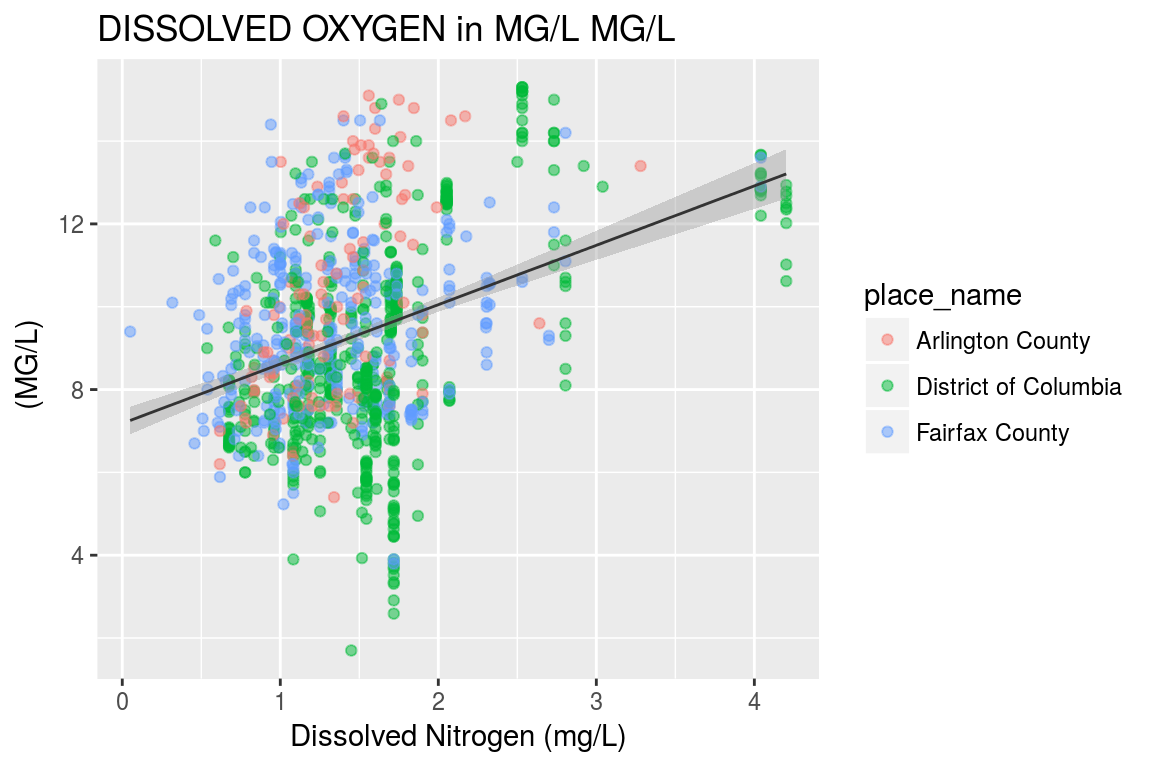 DISSOLVED OXYGEN in MG/L MG/L
(MG/L)
12
8
4
0 1 2 3 4
Dissolved Nitrogen (mg/L)
place_name
Arlington County
District of Columbia
Fairfax County